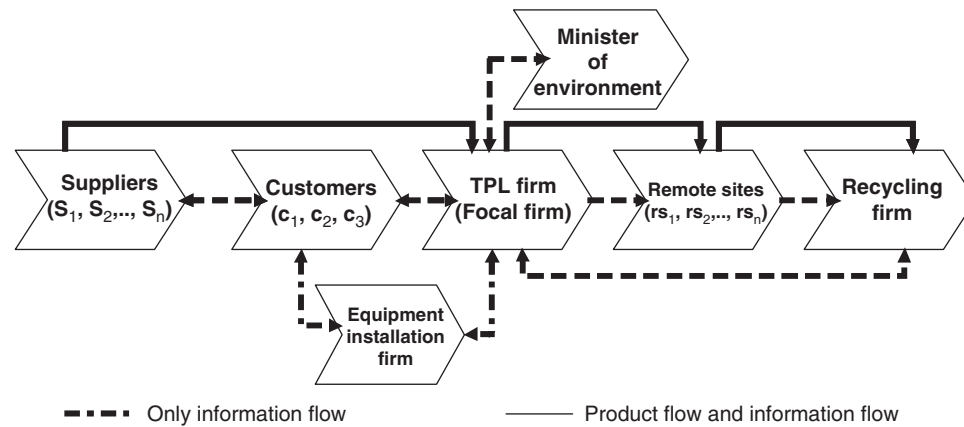 Minister
of
environment
Suppliers
(S₁, S₂,.., Sₙ)
Customers
(c₁, c₂, c₃)
TPL firm
(Focal firm)
Remote sites
(rs₁, rs₂,.., rsₙ)
Recycling
firm
Equipment
installation
firm
Only information flow
Product flow and information flow